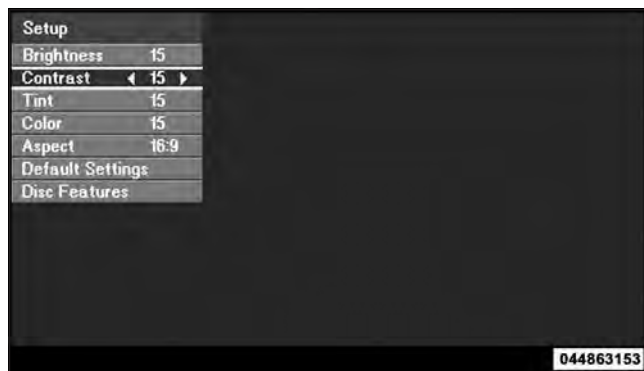 Setup
Brightness 15
Contrast ◀ 15 ▶
Tint 15
Color 15
Aspect 16:9
Default Settings
Disc Features
044863153